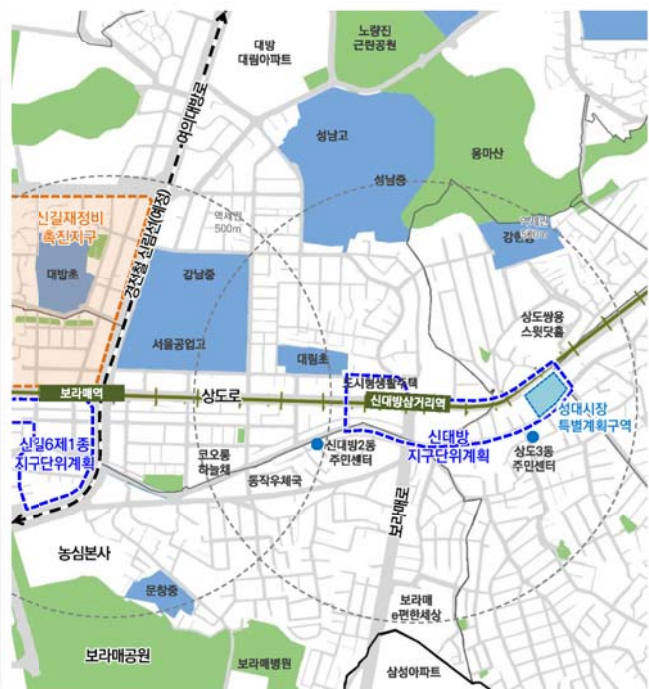 노량진
근린공원
대방
대림아파트
여의대방로
성남고
용마산
성남중
신길재정비
촉진지구
경전철 신림선(예정)
역세권
500m
대방초
강남중
상도쌍용
스윗닷홈
서울공업고
대림초
도시형생활주택
보라매역
상도로
신대방삼거리역
성대시장
특별계획구역
신길6제1종
지구단위계획
신대방
지구단위계획
코오롱
하늘채
신대방2동
주민센터
상도3동
주민센터
동작우체국
보라매로
농심본사
문창중
보라매
e편한세상
보라매공원
보라매병원
삼성아파트